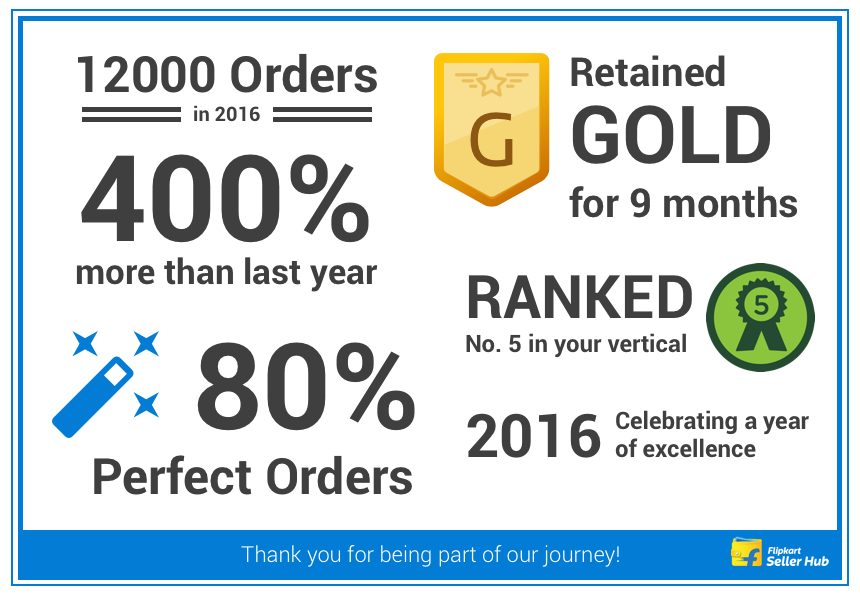 12000 Orders
in 2016
400%
more than last year
80%
Perfect Orders
G
Retained
GOLD
for 9 months
RANKED
No. 5 in your vertical
5
2016
Celebrating a year
of excellence
Thank you for being part of our journey!
Flipkart
Seller Hub